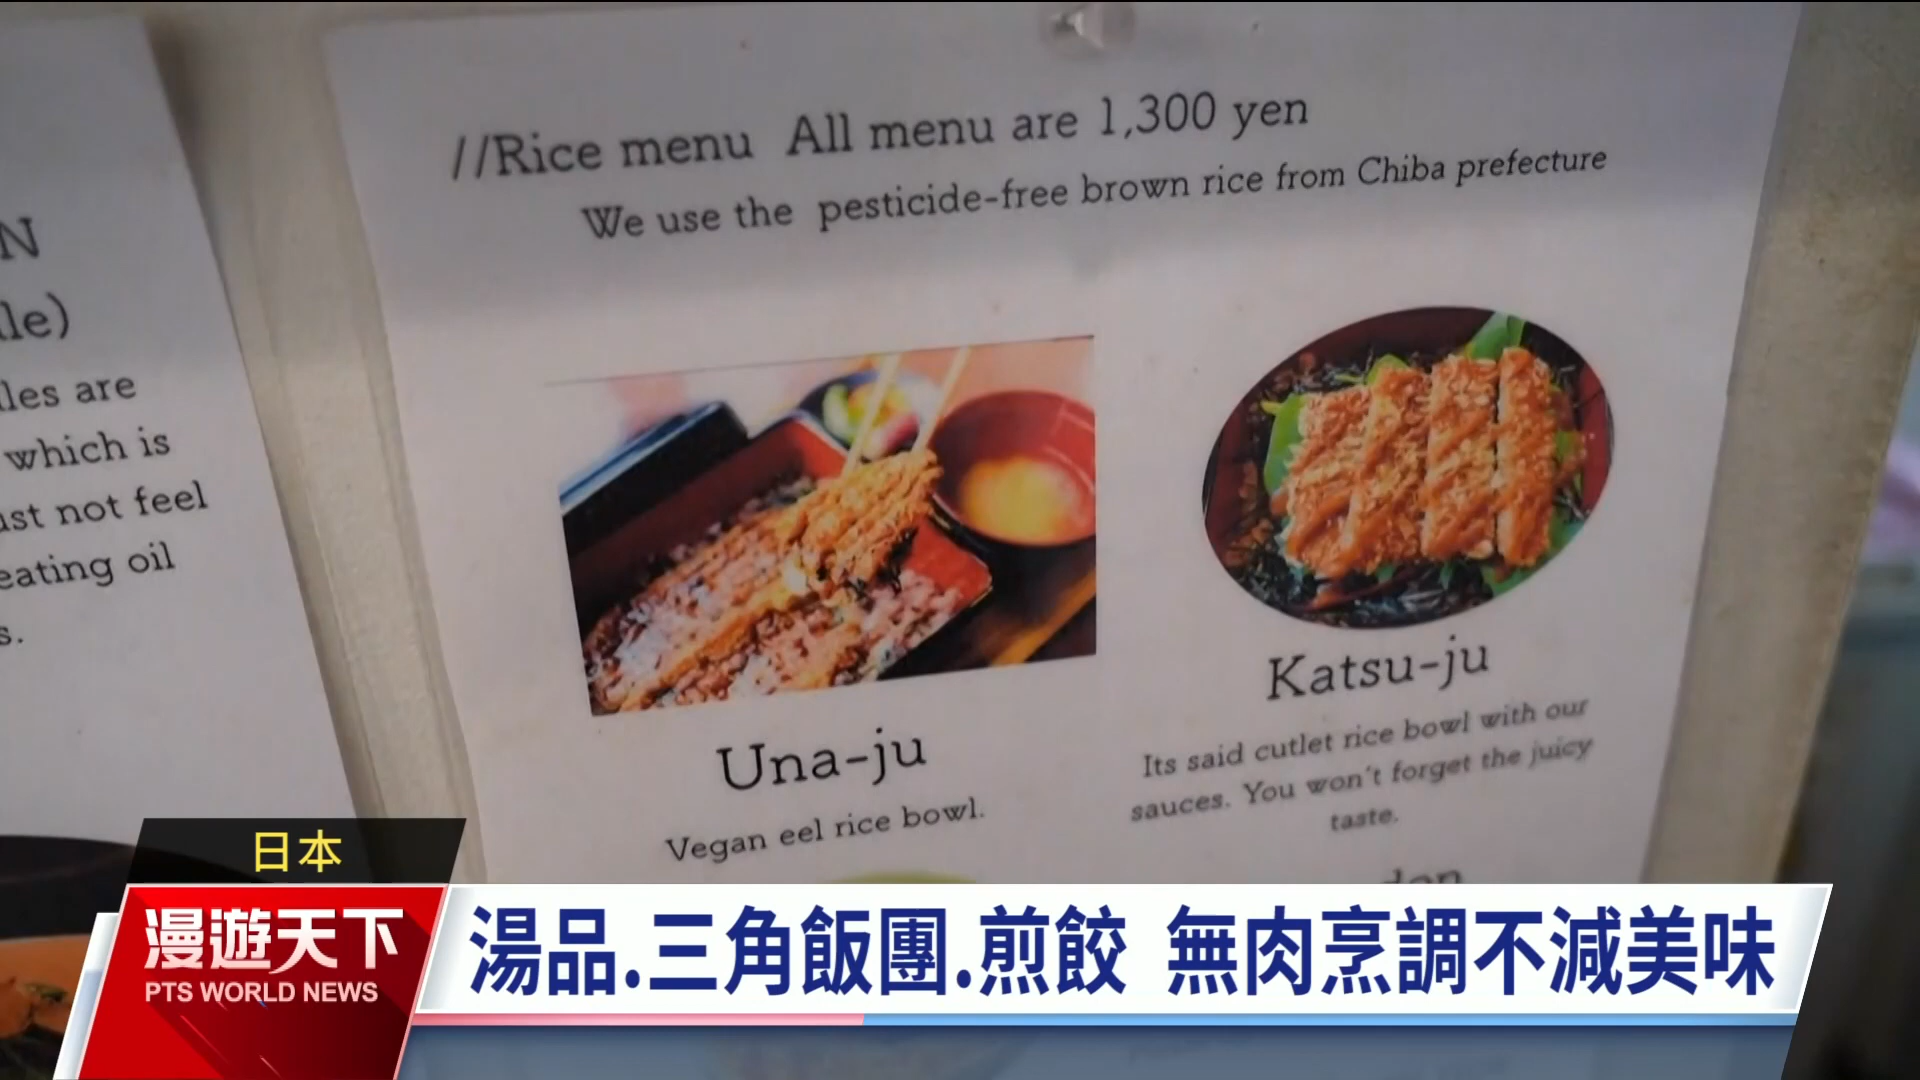 //Rice menu All menu are 1,300 yen
We use the pesticide-free brown rice from Chiba prefecture
N
le)
les are
which is
ust not feel
eating oil
s.
Una-ju
Vegan eel rice bowl.
Katsu-ju
Its said cutlet rice bowl with our
sauces. You won't forget the juicy
taste.
日本
漫遊天下
PTS WORLD NEWS
湯品.三角飯團.煎餃 無肉烹調不減美味